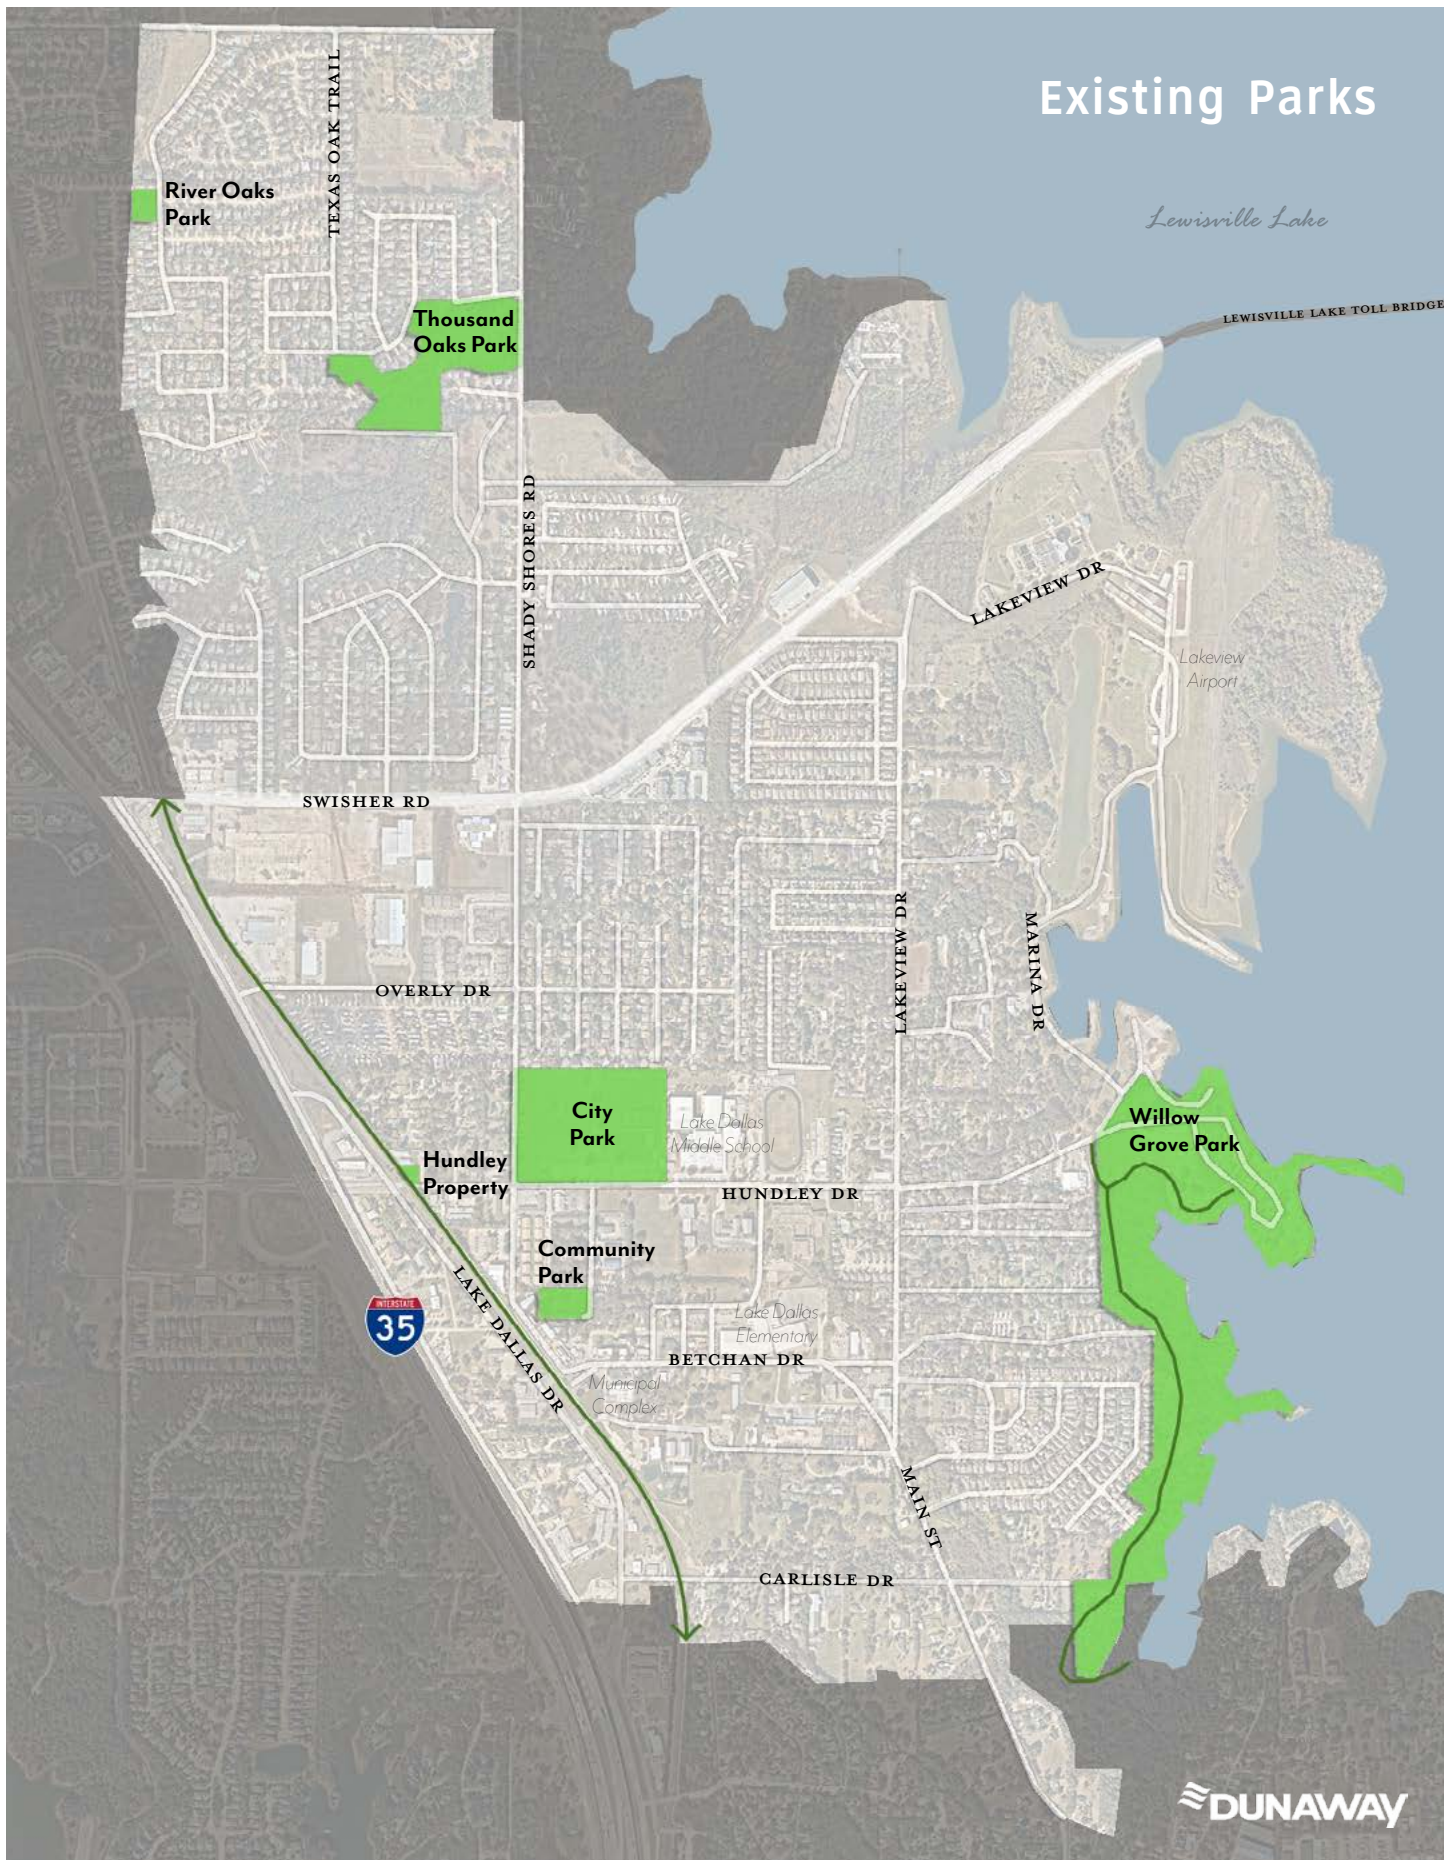 Existing Parks
TEXAS OAK TRAIL
River Oaks
Park
Lewisville Lake
LEWISVILLE LAKE TOLL BRIDGE
Thousand
Oaks Park
SHADY SHORES RD
LAKEVIEW DR
Lakeview
Airport
SWISHER RD
LAKEVIEW DR
MARINA DR
OVERLY DR
City
Park
Lake Dallas
Middle School
Willow
Grove Park
Hundley
Property
HUNDLEY DR
Community
Park
LAKE DALLAS DR
INTERSTATE
35
Lake Dallas
Elementary
BETCHAN DR
Municipal
Complex
MAIN ST
CARLISLE DR
DUNAWAY